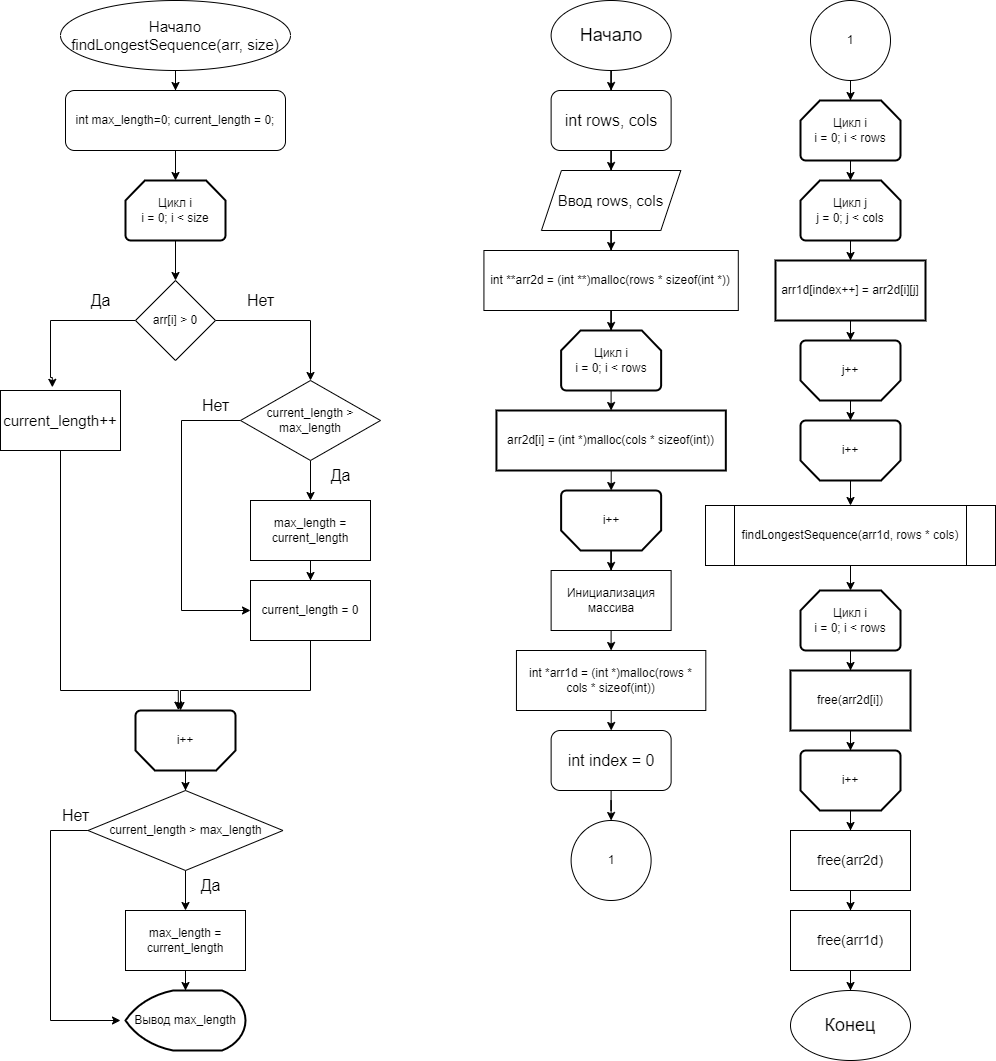 Начало
findLongestSequence(arr, size)
int max_length=0; current_length = 0;
Цикл i
i = 0; i < size
arr[i] > 0
Да
Нет
current_length++
current_length >
max_length
Нет
Да
max_length =
current_length
current_length = 0
i++
current_length > max_length
Нет
Да
max_length =
current_length
Вывод max_length
Начало
int rows, cols
Ввод rows, cols
int **arr2d = (int **)malloc(rows * sizeof(int *))
Цикл i
i = 0; i < rows
arr2d[i] = (int *)malloc(cols * sizeof(int))
i++
Инициализация
массива
int *arr1d = (int *)malloc(rows *
cols * sizeof(int))
int index = 0
1
1
Цикл i
i = 0; i < rows
Цикл j
j = 0; j < cols
arr1d[index++] = arr2d[i][j]
j++
i++
findLongestSequence(arr1d, rows * cols)
Цикл i
i = 0; i < rows
free(arr2d[i])
i++
free(arr2d)
free(arr1d)
Конец